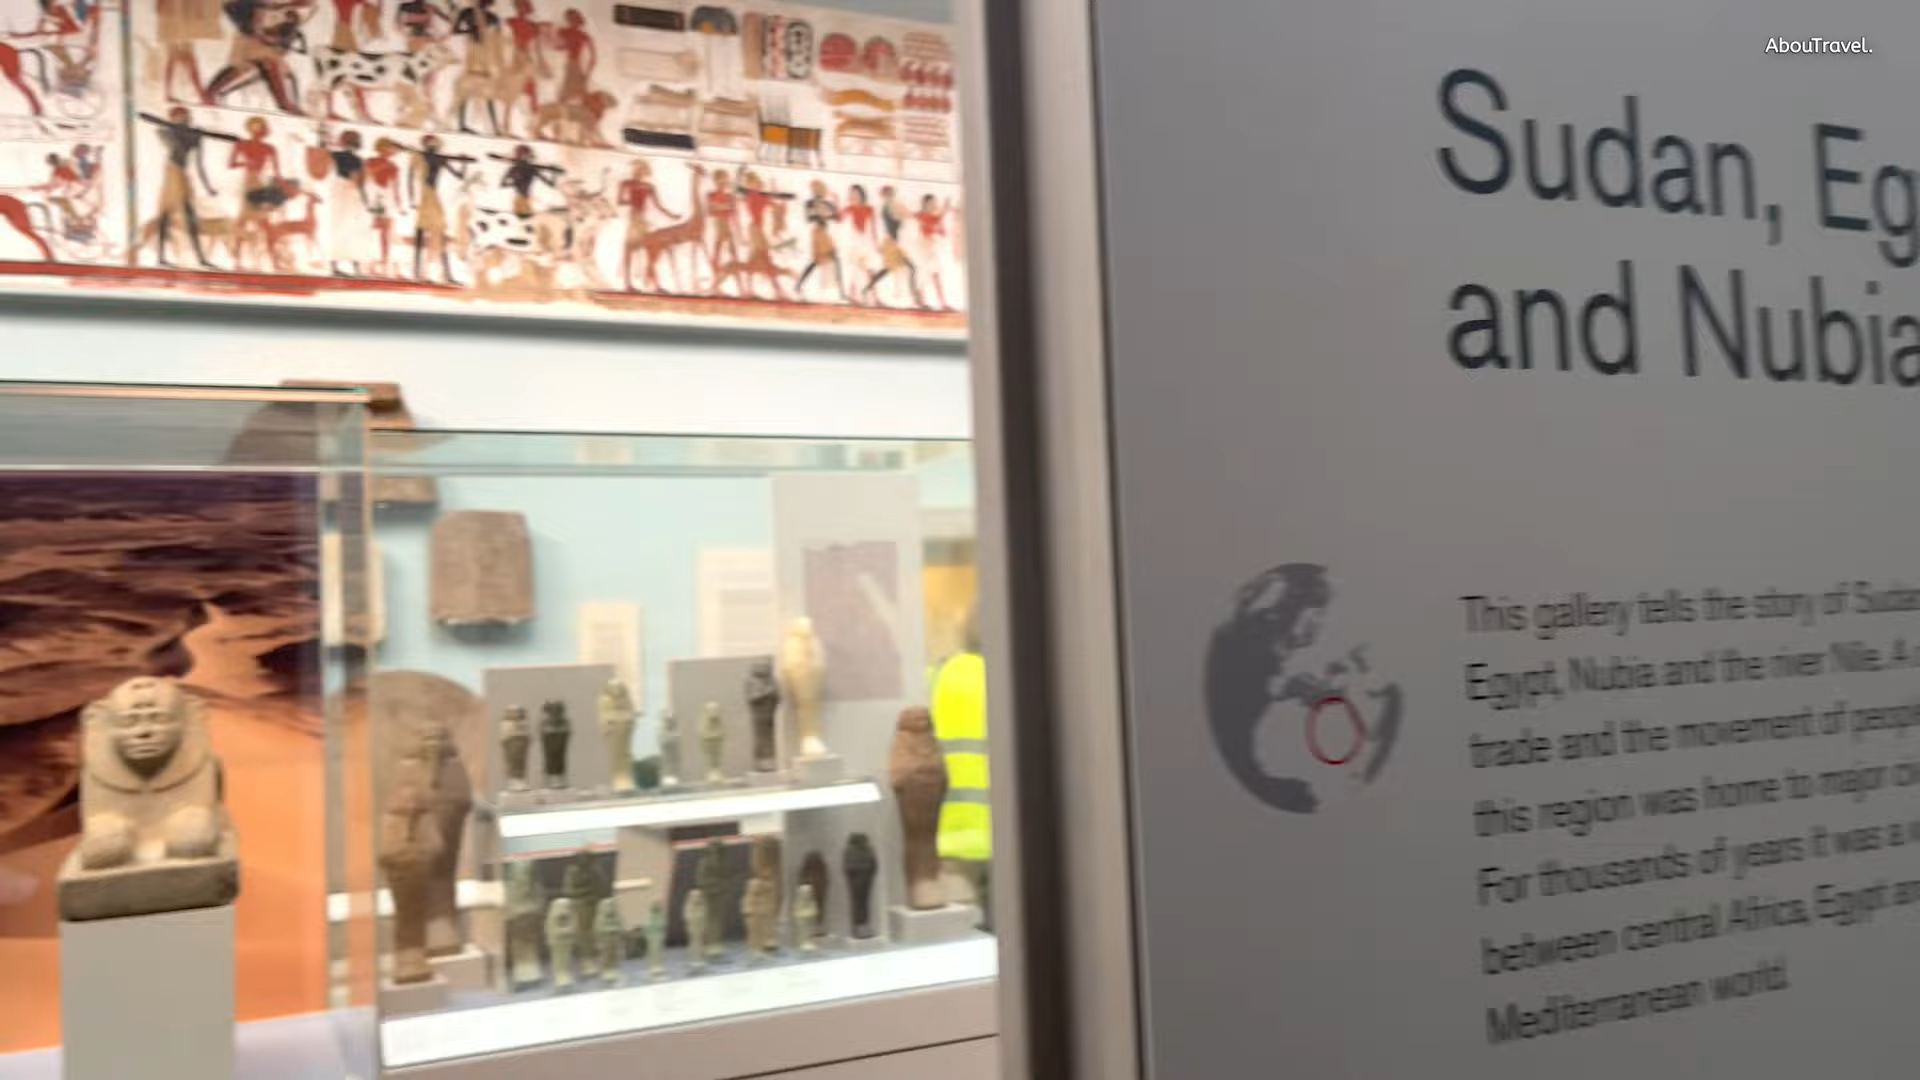 AbouTravel.
Sudan, Eg
and Nubia
This gallery tells the story of Sudan
Egypt, Nubia and the river Nile. A
trade and the movement of people
this region was home to major
For thousands of years it was a
between central Africa, Egypt
Mediterranean world.